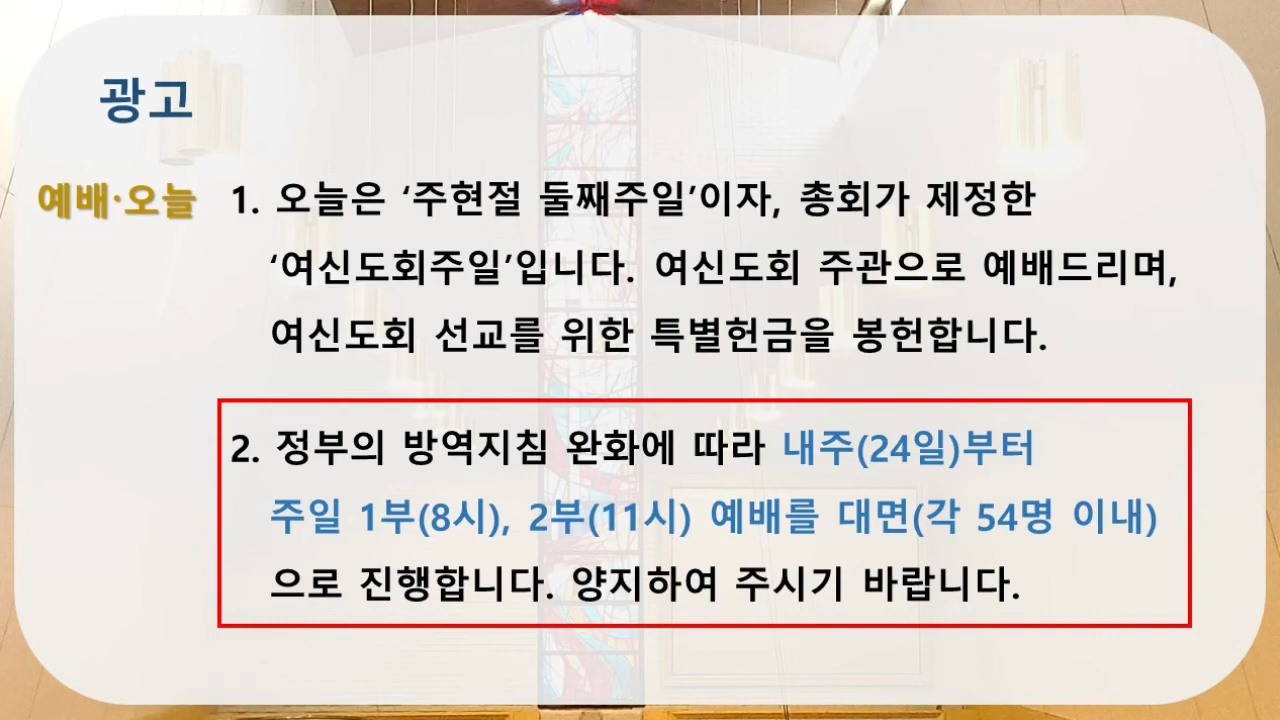 광고
예배·오늘
1. 오늘은 ‘주현절 둘째주일’이자, 총회가 제정한
‘여신도회주일’입니다. 여신도회 주관으로 예배드리며,
여신도회 선교를 위한 특별헌금을 봉헌합니다.
2. 정부의 방역지침 완화에 따라 내주(24일)부터
주일 1부(8시), 2부(11시) 예배를 대면(각 54명 이내)
으로 진행합니다. 양지하여 주시기 바랍니다.